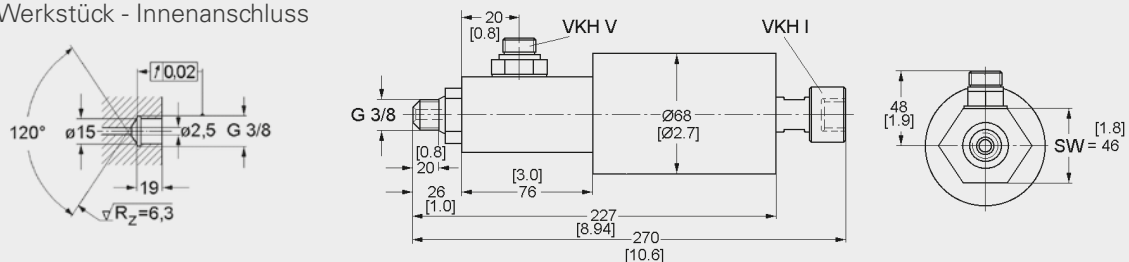 Werkstück - Innenanschluss
120°
ø15
↗ 0,02
ø2,5
G 3/8
19
√ R_Z=6,3
20
[0.8]
VKH V
VKH I
G 3/8
Ø68
[Ø2.7]
[0.8]
20
26
[1.0]
[3.0]
76
227
[8.94]
270
[10.6]
48
[1.9]
[1.8]
SW = 46